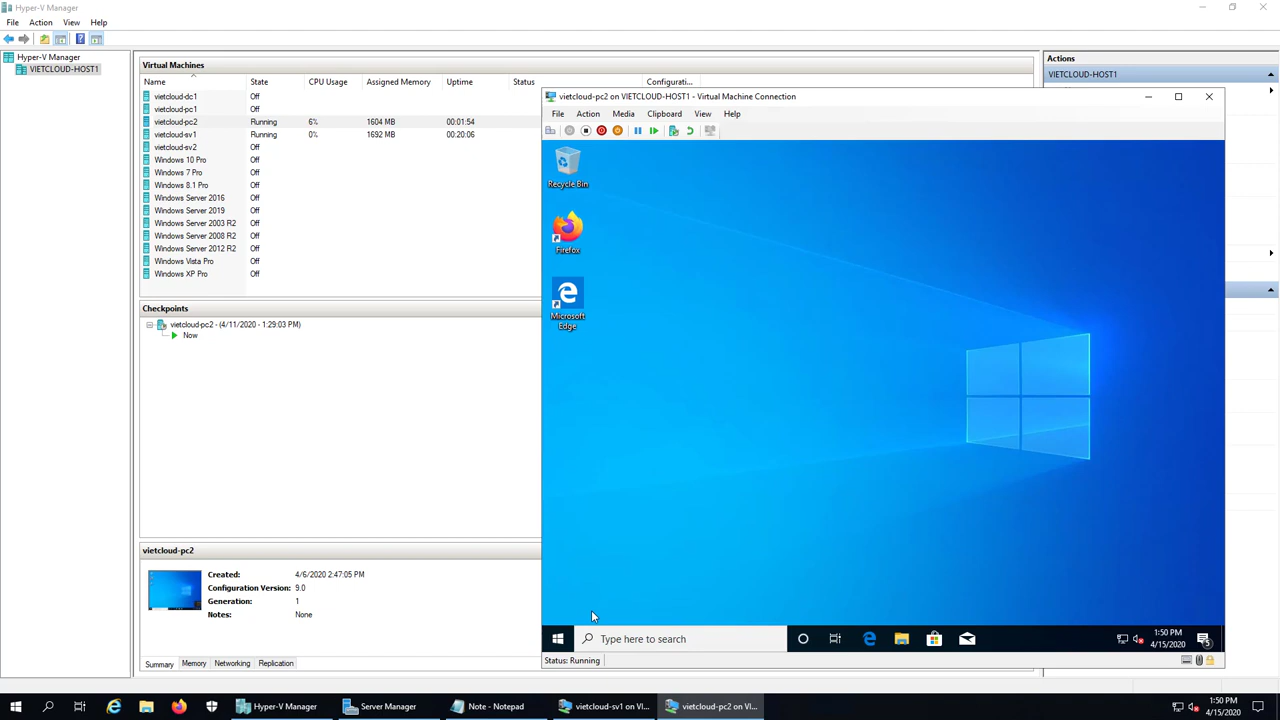 Hyper-V Manager
File Action View Help
Hyper-V Manager
VIETCLOUD-HOST1
Virtual Machines
Name State CPU Usage Assigned Memory Uptime Status Configurati...
vietcloud-dc1 Off
vietcloud-pc1 Off
vietcloud-pc2 Running 6% 1604 MB 00:01:54
vietcloud-sv1 Running 0% 1692 MB 00:20:06
vietcloud-sv2 Off
Windows 10 Pro Off
Windows 7 Pro Off
Windows 8.1 Pro Off
Windows Server 2016 Off
Windows Server 2019 Off
Windows Server 2003 R2 Off
Windows Server 2008 R2 Off
Windows Server 2012 R2 Off
Windows Vista Pro Off
Windows XP Pro Off
Checkpoints
vietcloud-pc2 - (4/11/2020 - 1:29:03 PM)
Now
vietcloud-pc2
Created: 4/6/2020 2:47:05 PM
Configuration Version: 9.0
Generation: 1
Notes: None
Summary Memory Networking Replication
Actions
VIETCLOUD-HOST1
vietcloud-pc2 on VIETCLOUD-HOST1 - Virtual Machine Connection
File Action Media Clipboard View Help
Recycle Bin
Firefox
Microsoft
Edge
Type here to search
1:50 PM
4/15/2020
5
Status: Running
Hyper-V Manager
Server Manager
Note - Notepad
vietcloud-sv1 on VI...
vietcloud-pc2 on VI...
1:50 PM
4/15/2020